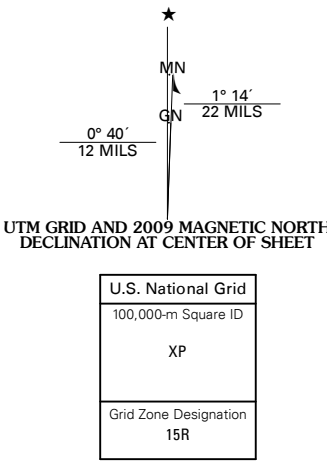 ★
MN
1° 14´
22 MILS
GN
0° 40´
12 MILS
UTM GRID AND 2009 MAGNETIC NORTH
DECLINATION AT CENTER OF SHEET
U.S. National Grid
100,000-m Square ID
XP
Grid Zone Designation
15R